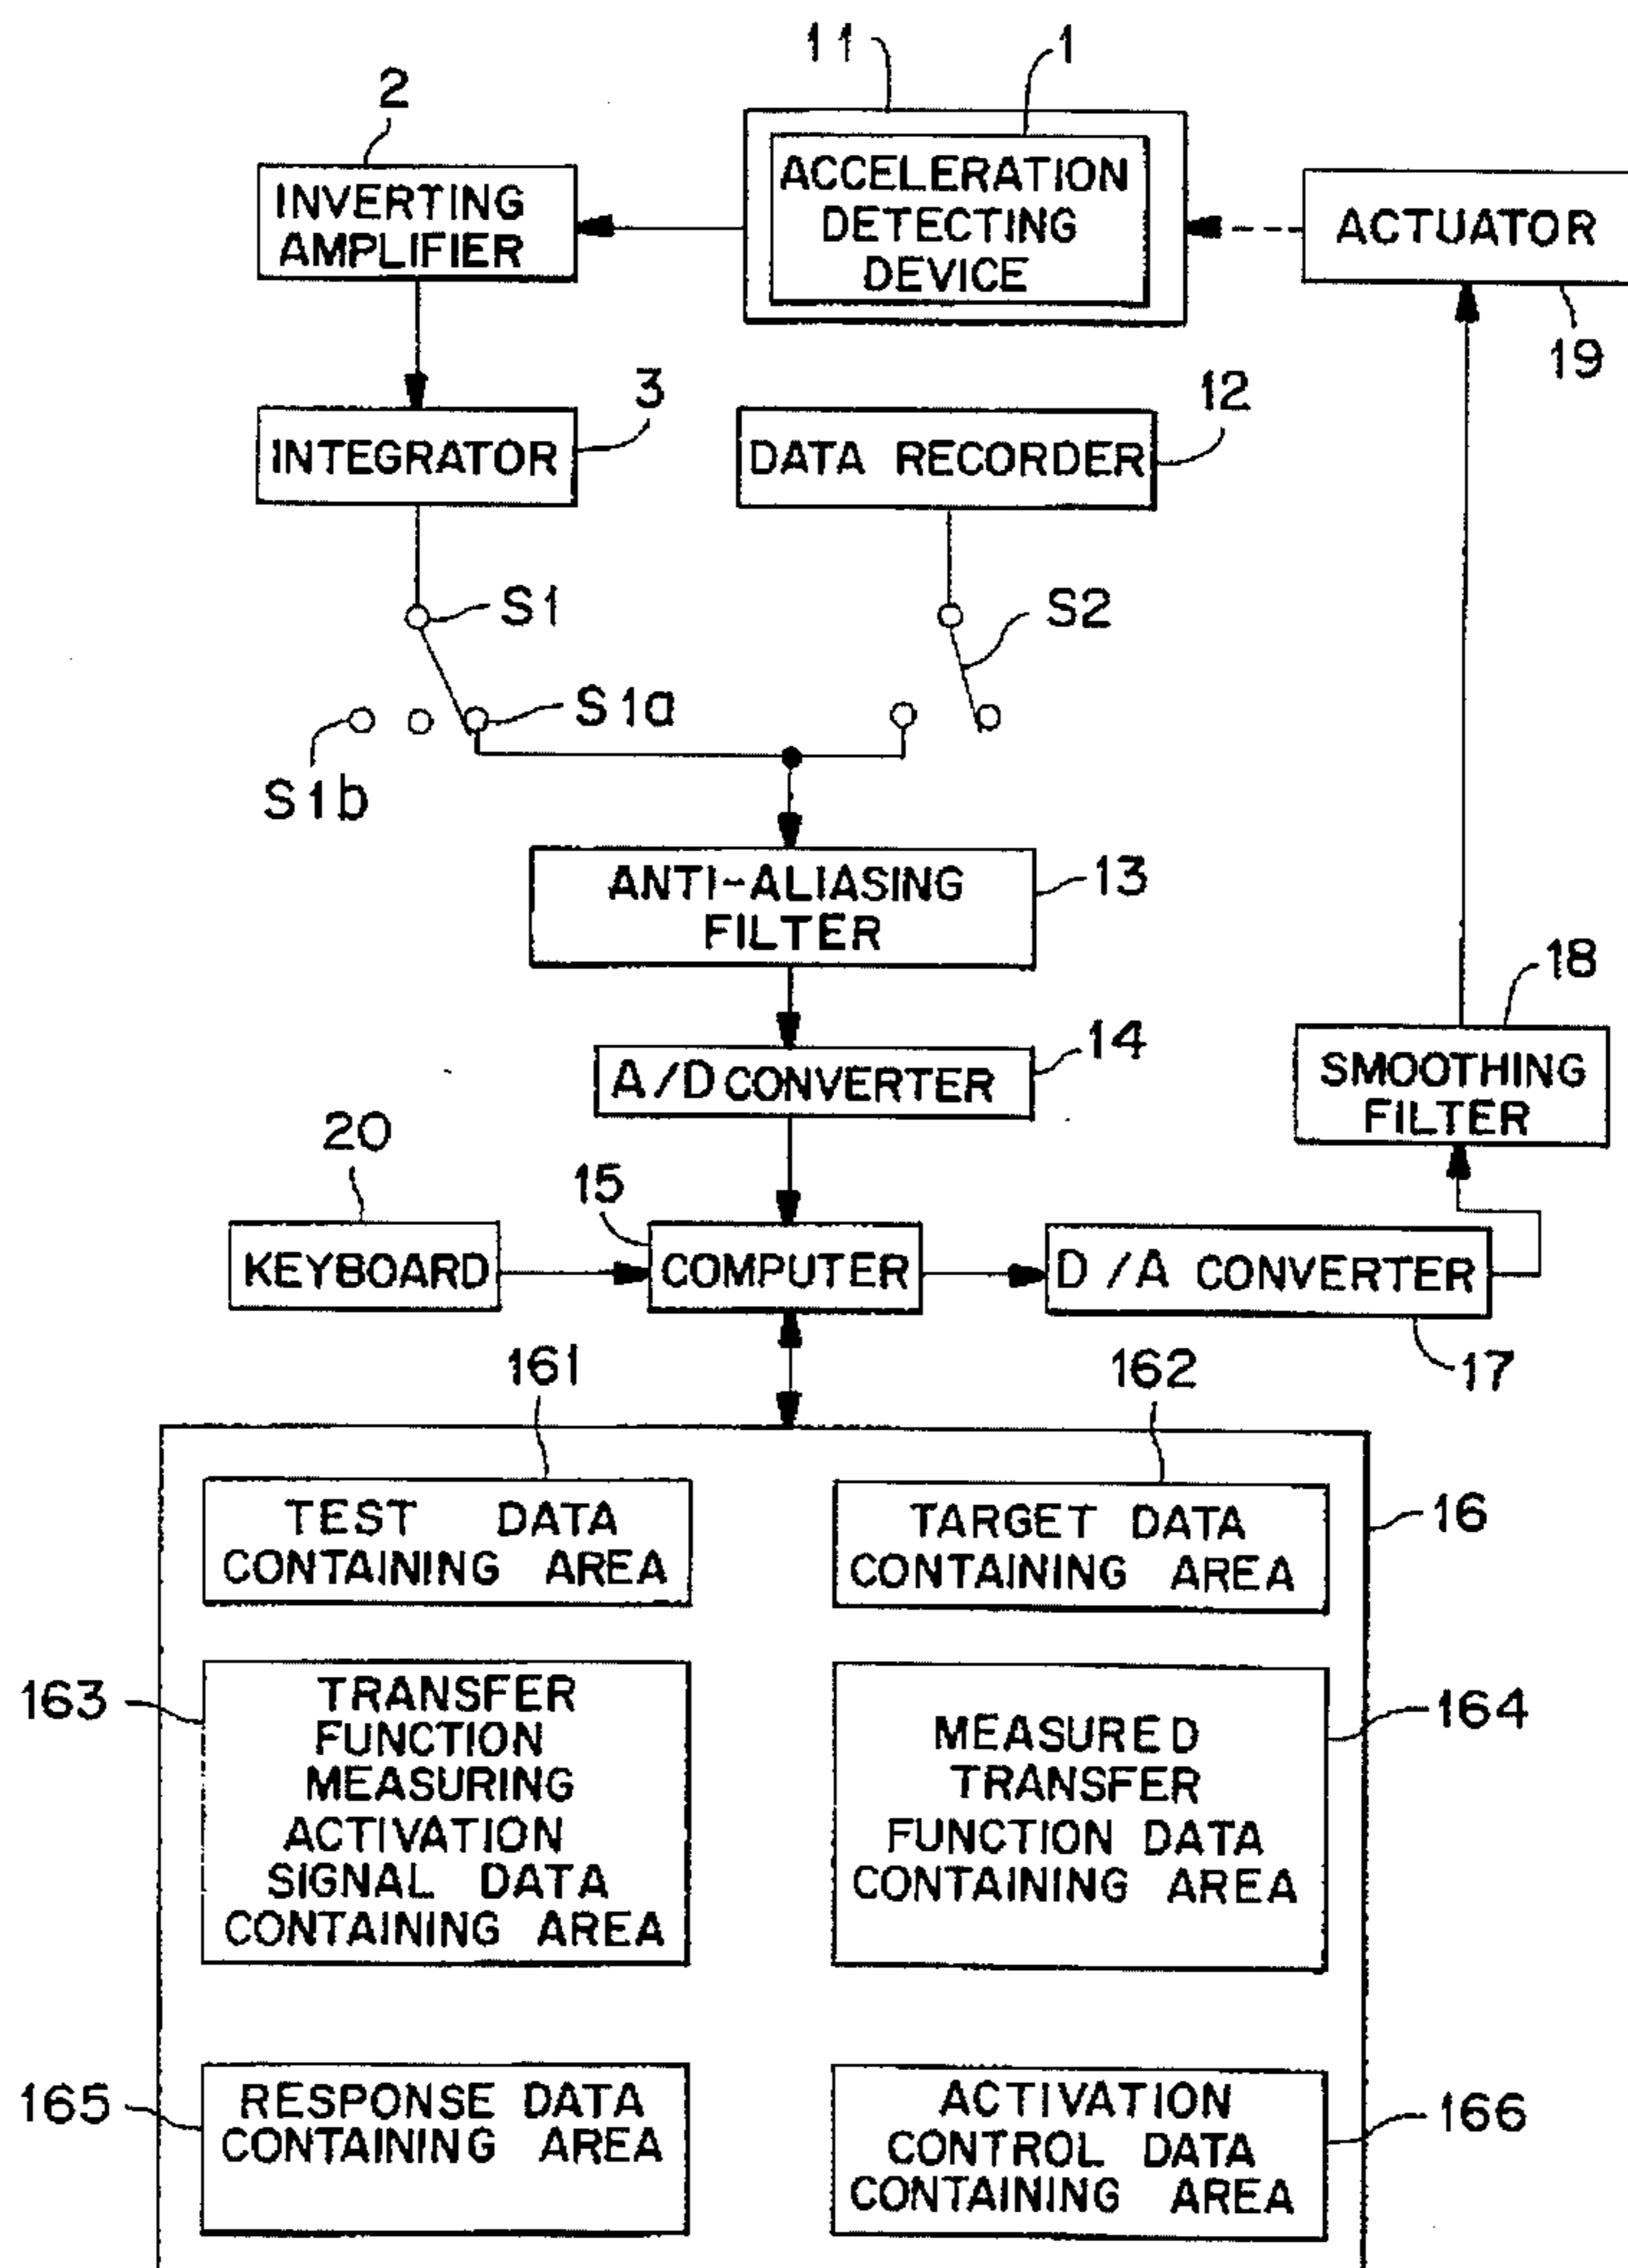 11
1
2
INVERTING
AMPLIFIER
ACCELERATION
DETECTING
DEVICE
ACTUATOR
19
3
12
INTEGRATOR
DATA RECORDER
S1
S2
S1a
S1b
ANTI-ALIASING
FILTER
13
18
14
A/D CONVERTER
SMOOTHING
FILTER
20
15
KEYBOARD
COMPUTER
D/A CONVERTER
17
161
162
16
TEST DATA
CONTAINING AREA
TARGET DATA
CONTAINING AREA
163
TRANSFER
FUNCTION
MEASURING
ACTIVATION
SIGNAL DATA
CONTAINING AREA
164
MEASURED
TRANSFER
FUNCTION DATA
CONTAINING AREA
165
RESPONSE DATA
CONTAINING AREA
166
ACTIVATION
CONTROL DATA
CONTAINING AREA